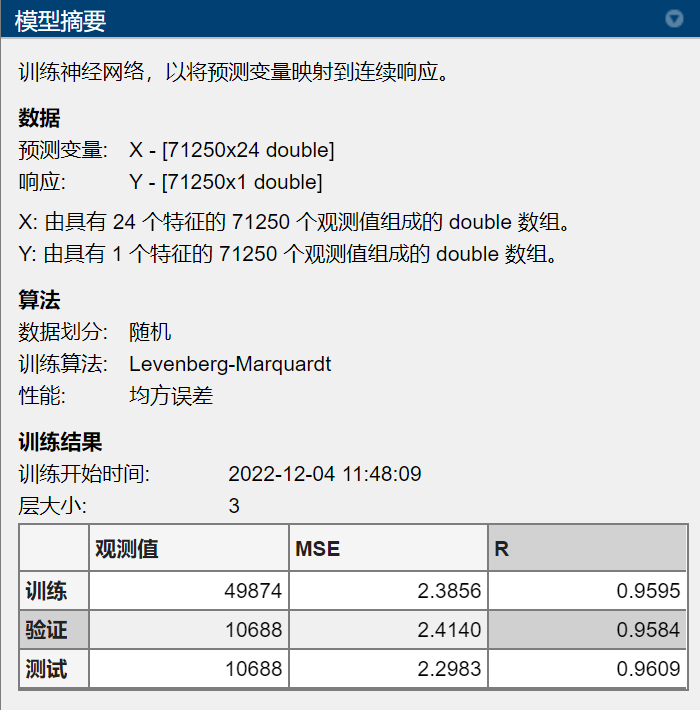 模型摘要
训练神经网络，以将预测变量映射到连续响应。
数据
预测变量: X - [71250x24 double]
响应: Y - [71250x1 double]
X: 由具有 24 个特征的 71250 个观测值组成的 double 数组。
Y: 由具有 1 个特征的 71250 个观测值组成的 double 数组。
算法
数据划分: 随机
训练算法: Levenberg-Marquardt
性能: 均方误差
训练结果
训练开始时间: 2022-12-04 11:48:09
层大小: 3
观测值 MSE R
训练 49874 2.3856 0.9595
验证 10688 2.4140 0.9584
测试 10688 2.2983 0.9609